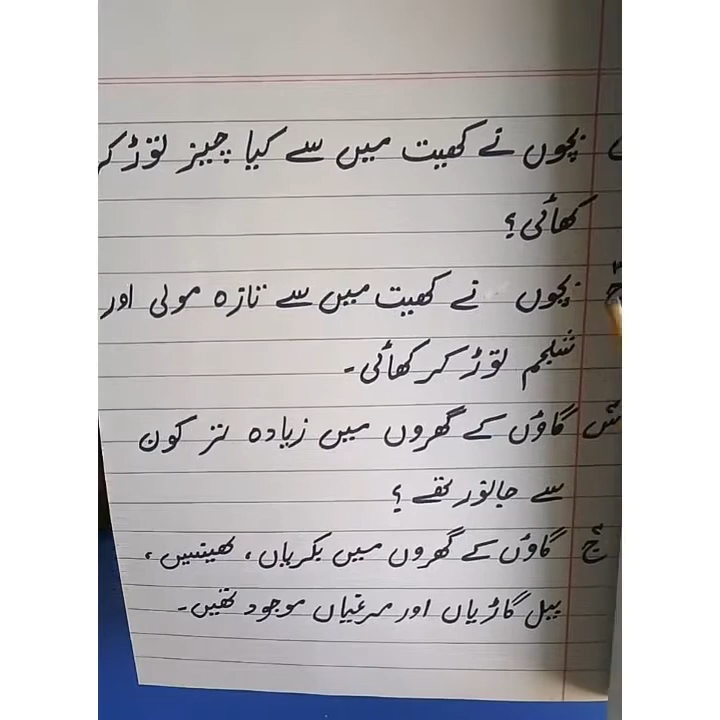 س بچوں نے کھیت میں سے کیا چیز توڑ کر
کھائی؟
ج بچوں نے کھیت میں سے تازہ مولی اور
شلجم توڑ کر کھائی۔
س گاؤں کے گھروں میں زیادہ تر کون
سے جانور تھے؟
ج گاؤں کے گھروں میں بکریاں، بھینسیں،
بیل گاڑیاں اور مرغیاں موجود تھیں۔